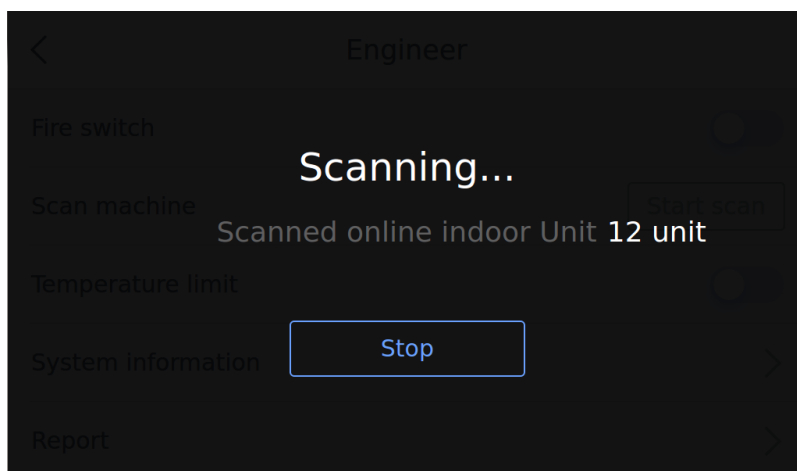 Engineer
Fire switch
Scanning...
Scan machine
Start scan
Scanned online indoor Unit 12 unit
Temperature limit
Stop
System information
Report